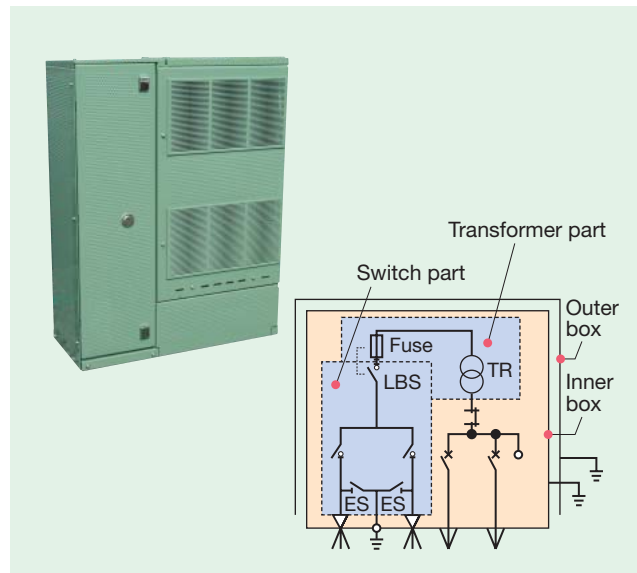 Transformer part
Switch part
Outer
box
Fuse
TR
LBS
Inner
box
ES ES